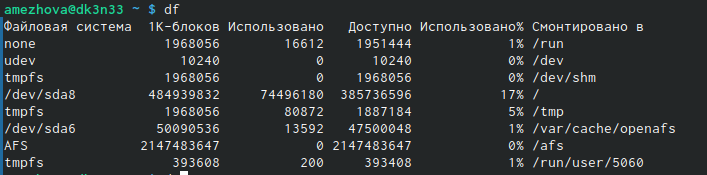 amezhova@dk3n33 ~ $ df
Файловая система 1K-блоков Использовано Доступно Использовано% Смонтировано в
none 1968056 16612 1951444 1% /run
udev 10240 0 10240 0% /dev
tmpfs 1968056 0 1968056 0% /dev/shm
/dev/sda8 484939832 74496180 385736596 17% /
tmpfs 1968056 80872 1887184 5% /tmp
/dev/sda6 50090536 13592 47500048 1% /var/cache/openafs
AFS 2147483647 0 2147483647 0% /afs
tmpfs 393608 200 393408 1% /run/user/5060